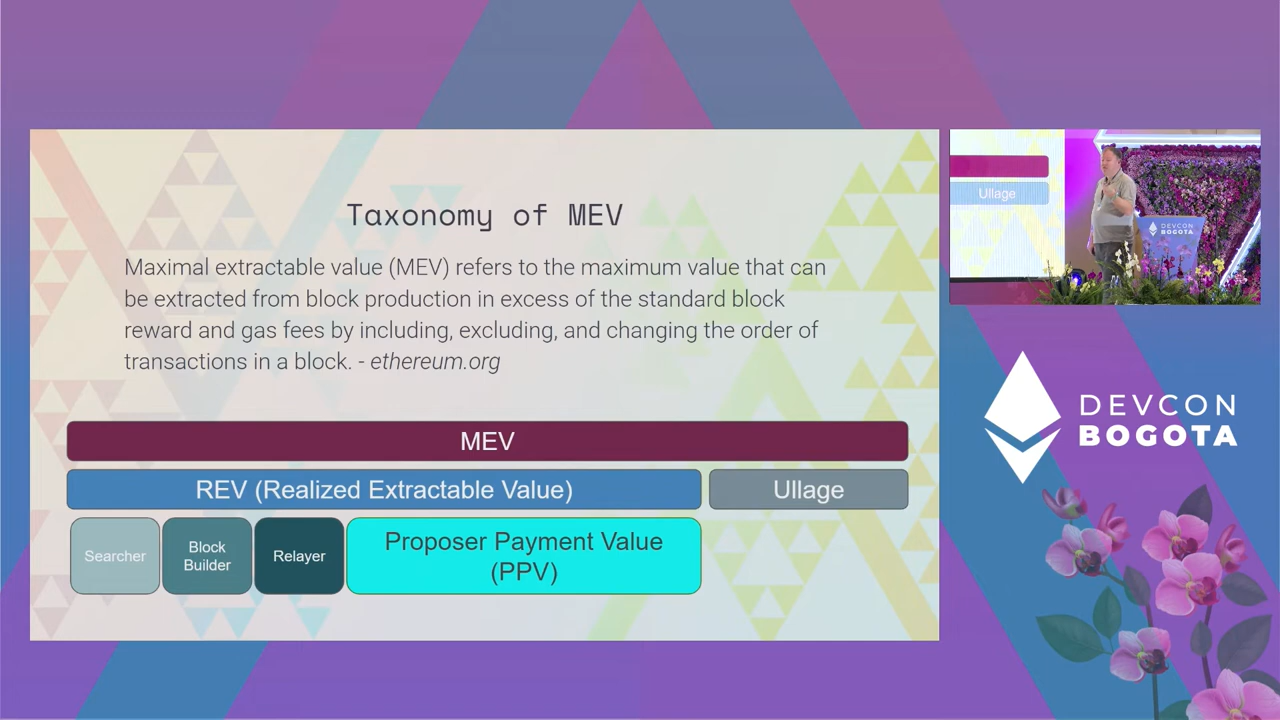 Taxonomy of MEV
Maximal extractable value (MEV) refers to the maximum value that can
be extracted from block production in excess of the standard block
reward and gas fees by including, excluding, and changing the order of
transactions in a block. - ethereum.org
MEV
REV (Realized Extractable Value)
Ullage
Searcher
Block
Builder
Relayer
Proposer Payment Value
(PPV)
Ullage
DEVCON
BOGOTA
DEVCON
BOGOTA